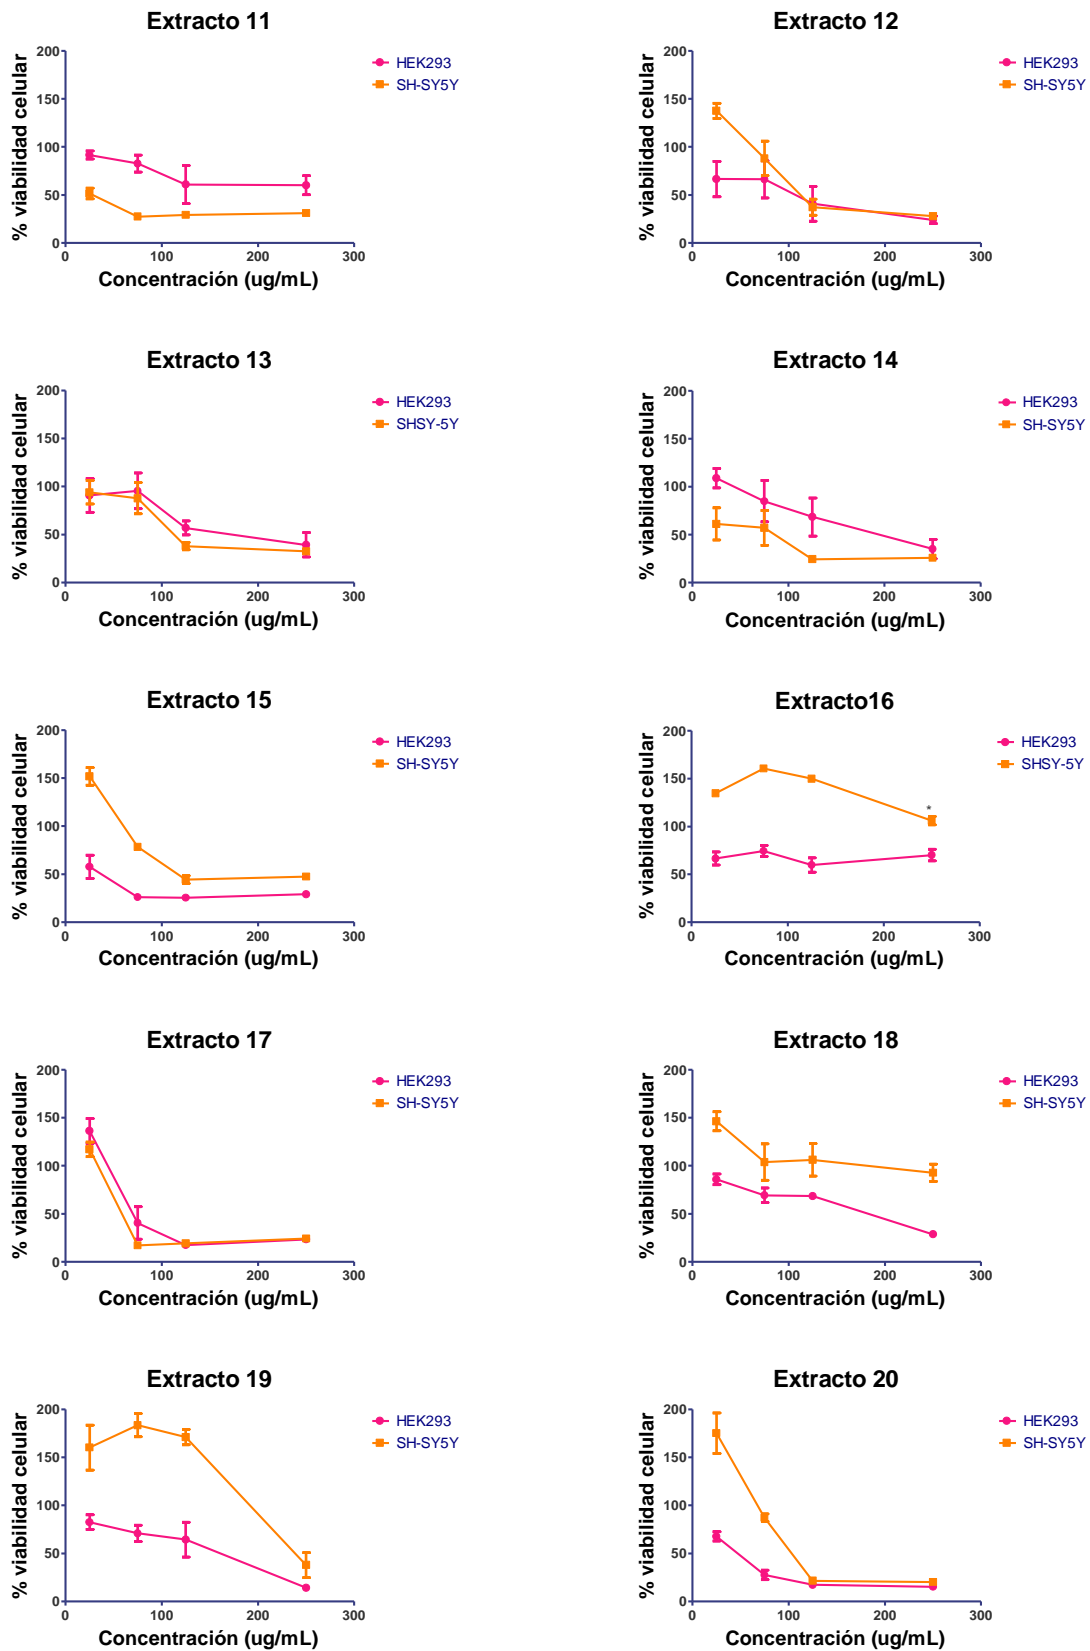 Extracto 11
HEK293
SH-SY5Y
% viabilidad celular
200
150
100
50
0
0 100 200 300
Concentración (ug/mL)
Extracto 12
HEK293
SH-SY5Y
% viabilidad celular
200
150
100
50
0
0 100 200 300
Concentración (ug/mL)
Extracto 13
HEK293
SHSY-5Y
% viabilidad celular
200
150
100
50
0
0 100 200 300
Concentración (ug/mL)
Extracto 14
HEK293
SH-SY5Y
% viabilidad celular
200
150
100
50
0
0 100 200 300
Concentración (ug/mL)
Extracto 15
HEK293
SH-SY5Y
% viabilidad celular
200
150
100
50
0
0 100 200 300
Concentración (ug/mL)
Extracto16
HEK293
SHSY-5Y
% viabilidad celular
200
150
100
50
0
*
0 100 200 300
Concentración (ug/mL)
Extracto 17
HEK293
SH-SY5Y
% viabilidad celular
200
150
100
50
0
0 100 200 300
Concentración (ug/mL)
Extracto 18
HEK293
SH-SY5Y
% viabilidad celular
200
150
100
50
0
0 100 200 300
Concentración (ug/mL)
Extracto 19
HEK293
SH-SY5Y
% viabilidad celular
200
150
100
50
0
0 100 200 300
Concentración (ug/mL)
Extracto 20
HEK293
SH-SY5Y
% viabilidad celular
200
150
100
50
0
0 100 200 300
Concentración (ug/mL)